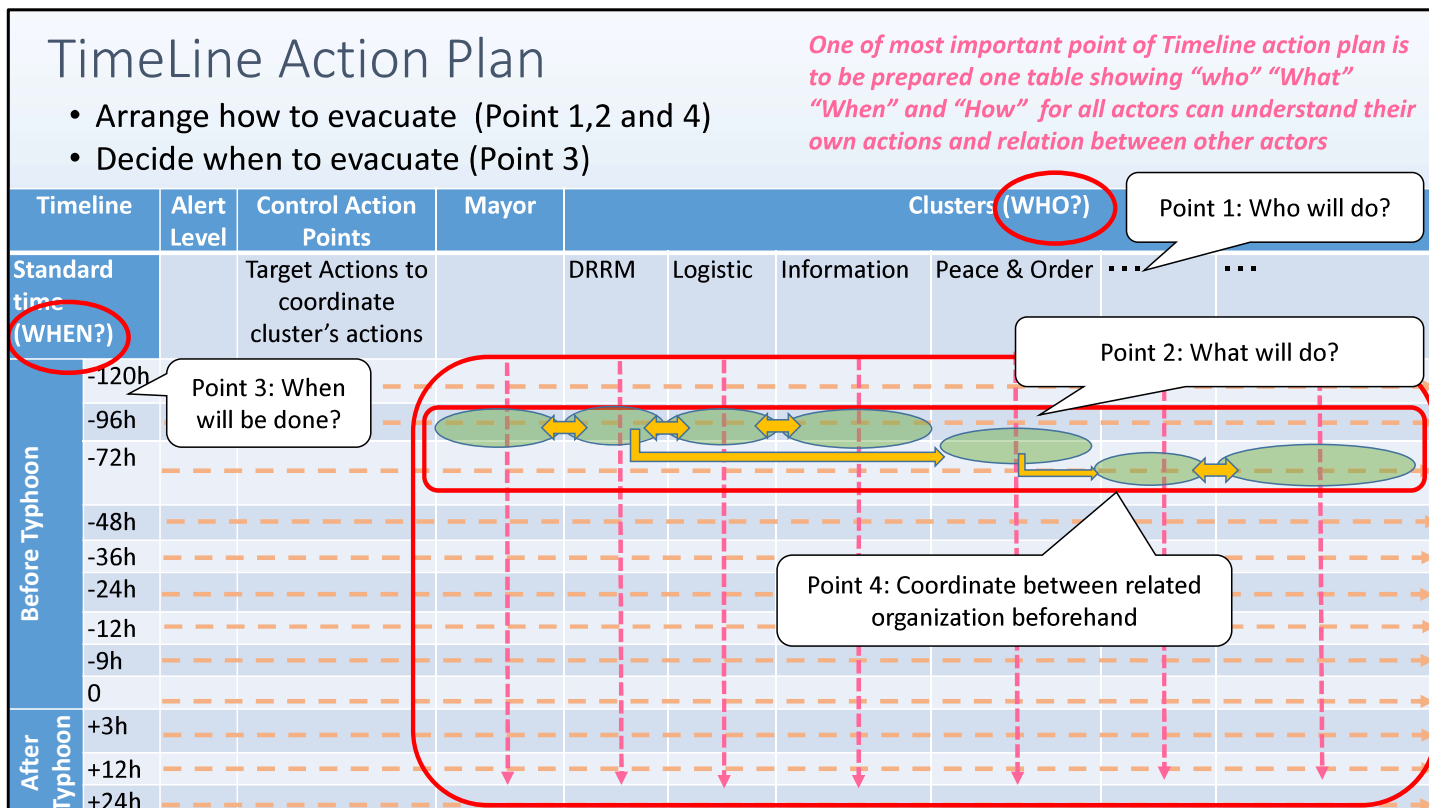 TimeLine Action Plan
• Arrange how to evacuate (Point 1,2 and 4)
• Decide when to evacuate (Point 3)
One of most important point of Timeline action plan is
to be prepared one table showing “who” “What”
“When” and “How” for all actors can understand their
own actions and relation between other actors
Timeline
Alert
Level
Control Action
Points
Mayor
Clusters (WHO?)
Point 1: Who will do?
Standard
time
(WHEN?)
Target Actions to
coordinate
cluster’s actions
DRRM
Logistic
Information
Peace & Order
...
...
Point 2: What will do?
Before Typhoon
-120h
Point 3: When
will be done?
-96h
-72h
-48h
-36h
-24h
-12h
-9h
0
Point 4: Coordinate between related
organization beforehand
After
Typhoon
+3h
+12h
+24h